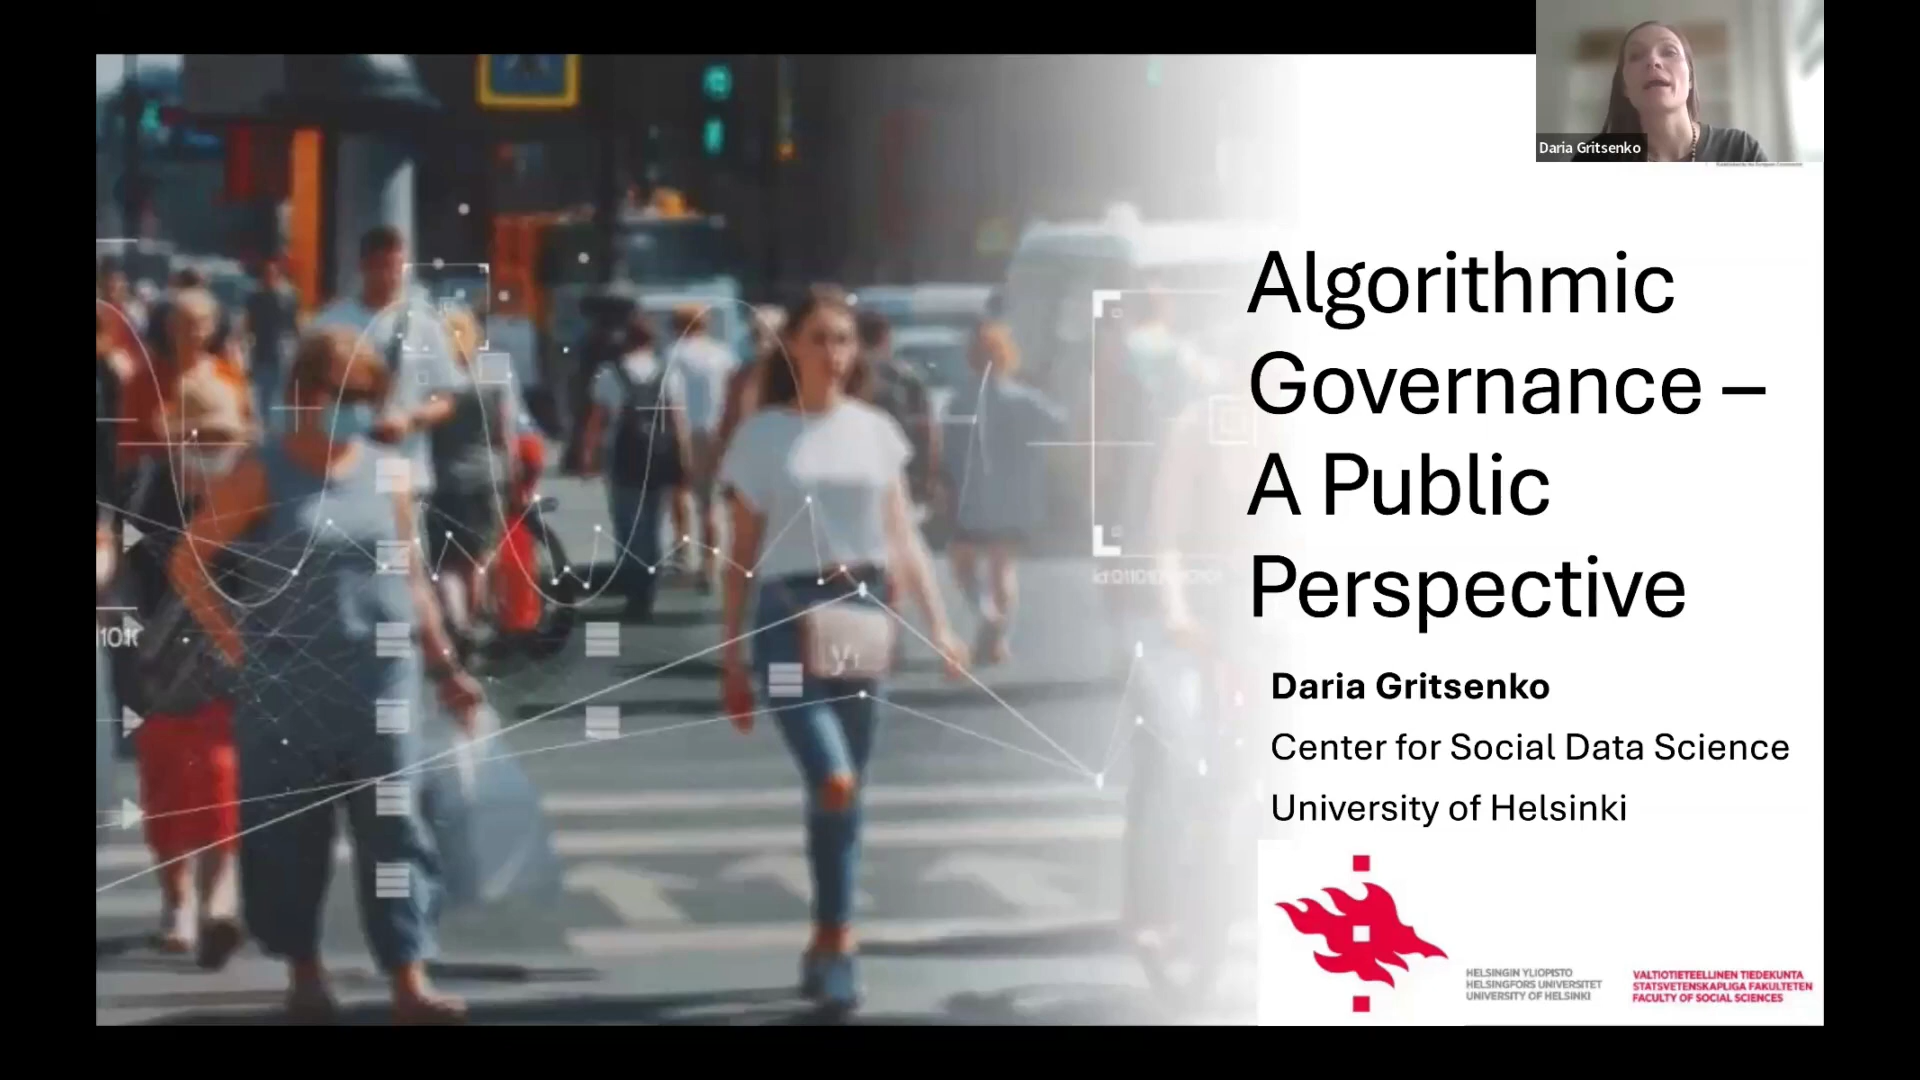 Daria Gritsenko
Algorithmic
Governance –
A Public
Perspective
Daria Gritsenko
Center for Social Data Science
University of Helsinki
HELSINGIN YLIOPISTO
HELSINGFORS UNIVERSITET
UNIVERSITY OF HELSINKI
VALTIOTIETEELLINEN TIEDEKUNTA
STATSVETENSKAPLIGA FAKULTETEN
FACULTY OF SOCIAL SCIENCES